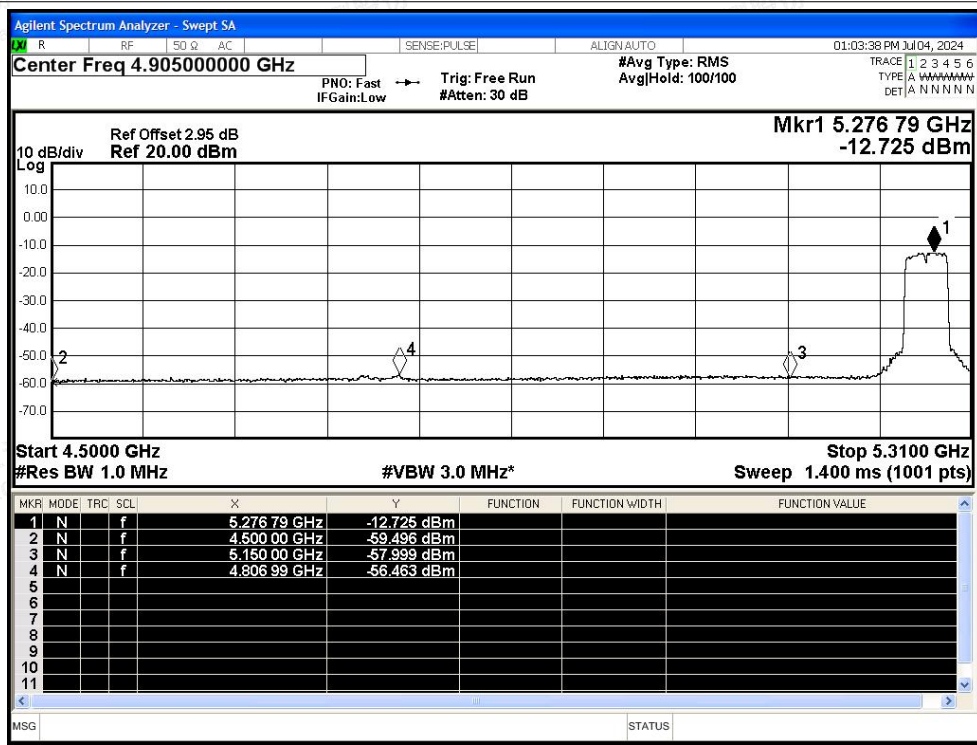 Agilent Spectrum Analyzer - Swept SA
LXI R RF 50 Ω AC SENSE:PULSE ALIGN AUTO 01:03:38 PM Jul 04, 2024
Center Freq 4.905000000 GHz
PNO: Fast Trig: Free Run #Avg Type: RMS TRACE 1 2 3 4 5 6
IFGain:Low #Atten: 30 dB Avg|Hold: 100/100 TYPE A WWWWW
DET A N N N N N
Mkr1 5.276 79 GHz
-12.725 dBm
Ref Offset 2.95 dB
10 dB/div Ref 20.00 dBm
Log
10.0
0.00
-10.0
-20.0
-30.0
-40.0
-50.0
-60.0
-70.0
1
2
4
3
Start 4.5000 GHz Stop 5.3100 GHz
#Res BW 1.0 MHz #VBW 3.0 MHz* Sweep 1.400 ms (1001 pts)
MKR MODE TRC SCL X Y FUNCTION FUNCTION WIDTH FUNCTION VALUE
1 N f 5.276 79 GHz -12.725 dBm
2 N f 4.500 00 GHz -59.496 dBm
3 N f 5.150 00 GHz -57.999 dBm
4 N f 4.806 99 GHz -56.463 dBm
5
6
7
8
9
10
11
MSG STATUS